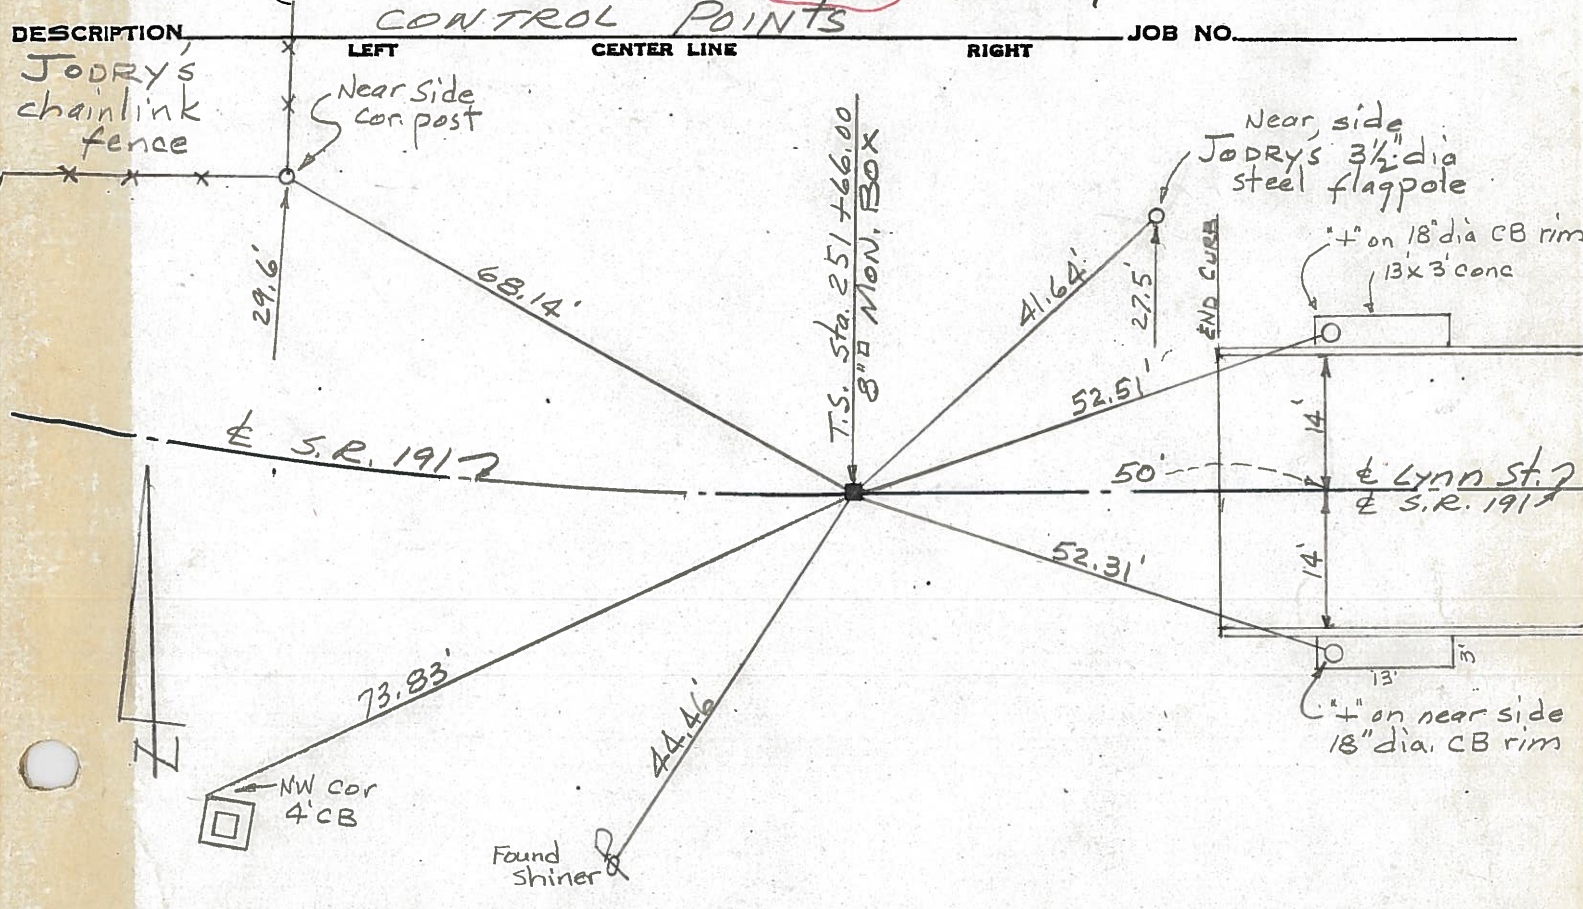 CONTROL POINTS
DESCRIPTION
LEFT
CENTER LINE
RIGHT
JOB NO.
JODRY'S
chainlink
fence
Near Side
Cor. post
29.6'
68.14'
T.S. Sta. 251+66.00
8"□ MON. BOX
41.64'
27.5'
Near side
JODRY'S 3½" dia
steel flagpole
END CURB
"+" on 18" dia CB rim
13'x3' conc
52.51'
14'
℄ S.R. 191
50'
℄ Lynn St.
℄ S.R. 191
52.31'
14'
73.83'
44.46'
13'
3'
"+" on near side
18" dia. CB rim
NW Cor
4' CB
Found
Shiner